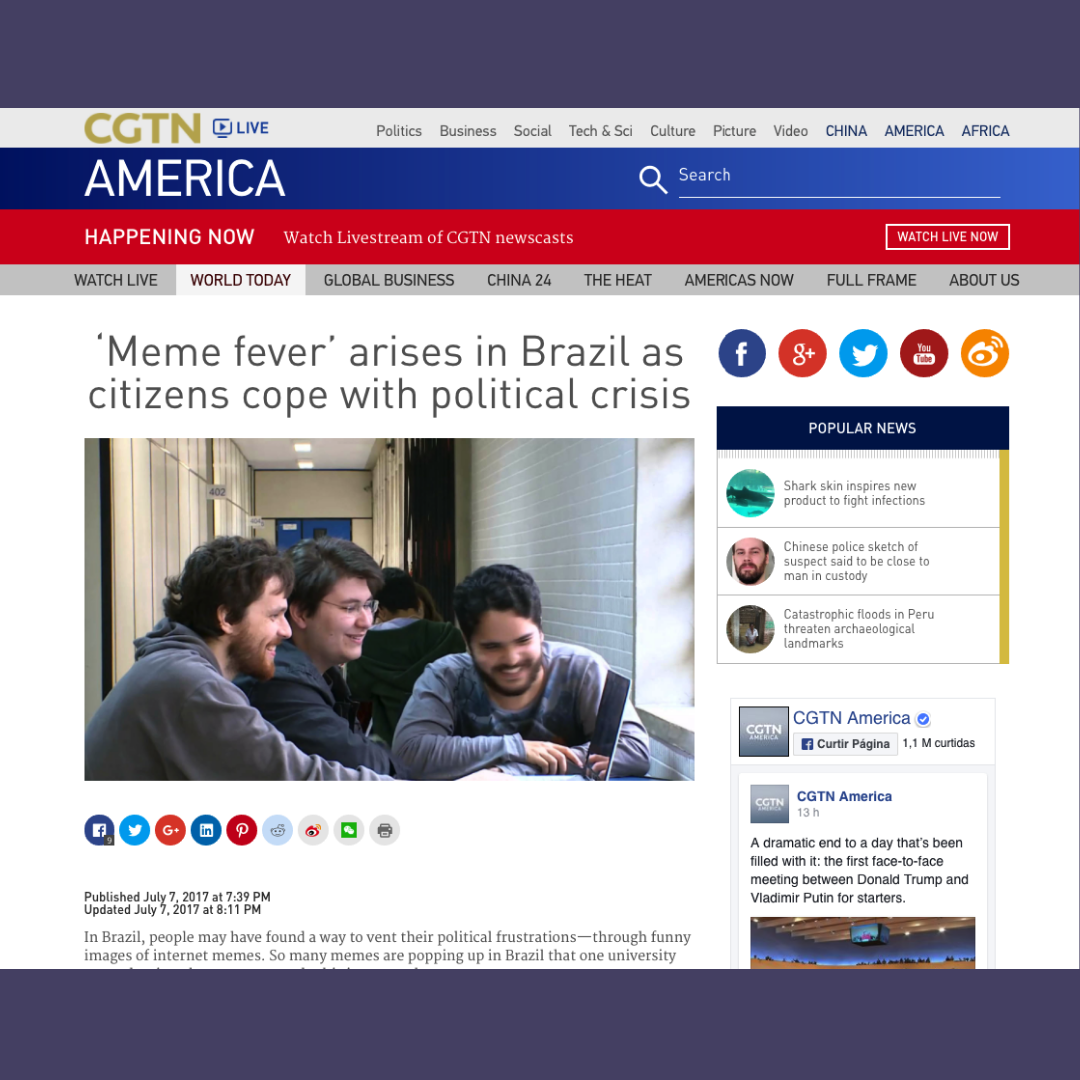 CGTN LIVE
Politics Business Social Tech & Sci Culture Picture Video CHINA AMERICA AFRICA
AMERICA
Search
HAPPENING NOW Watch Livestream of CGTN newscasts WATCH LIVE NOW
WATCH LIVE WORLD TODAY GLOBAL BUSINESS CHINA 24 THE HEAT AMERICAS NOW FULL FRAME ABOUT US
‘Meme fever’ arises in Brazil as
citizens cope with political crisis
402
9
Published July 7, 2017 at 7:39 PM
Updated July 7, 2017 at 8:11 PM
In Brazil, people may have found a way to vent their political frustrations—through funny
images of internet memes. So many memes are popping up in Brazil that one university
You
Tube
POPULAR NEWS
Shark skin inspires new
product to fight infections
Chinese police sketch of
suspect said to be close to
man in custody
Catastrophic floods in Peru
threaten archaeological
landmarks
CGTN
AMERICA
CGTN America
Curtir Página 1,1 M curtidas
CGTN
AMERICA
CGTN America
13 h
A dramatic end to a day that’s been
filled with it: the first face-to-face
meeting between Donald Trump and
Vladimir Putin for starters.